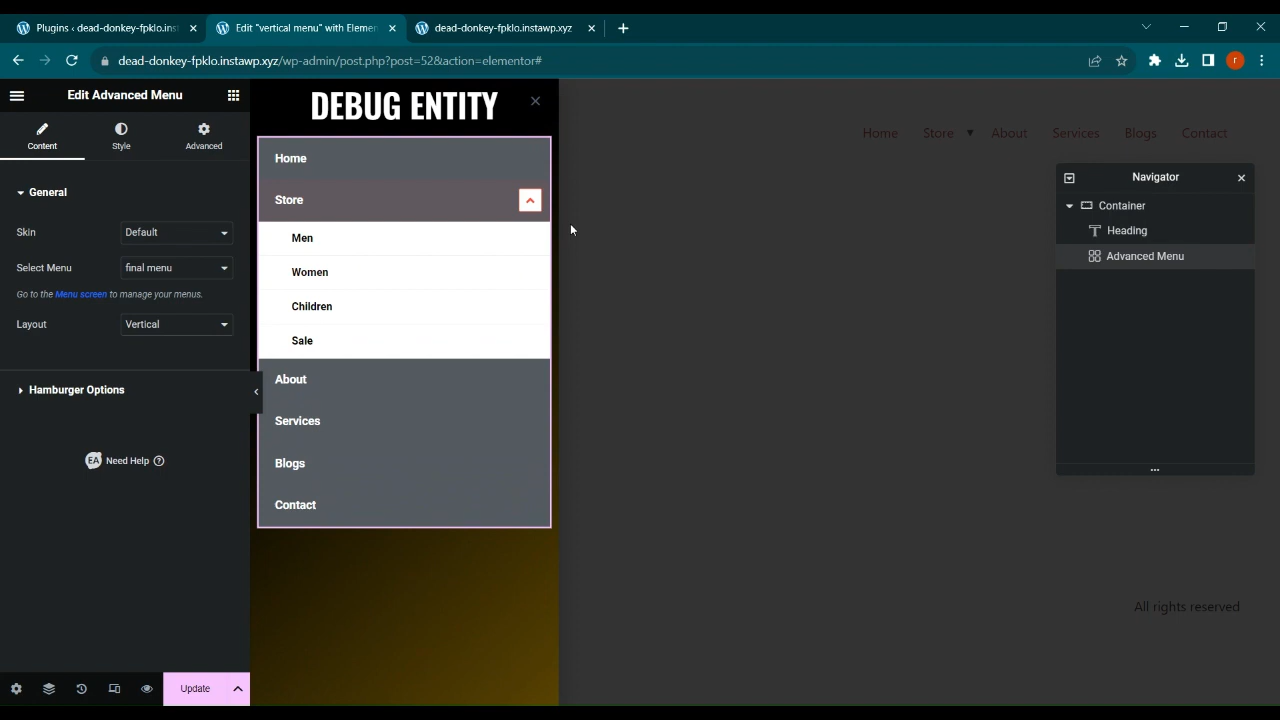 Plugins ‹ dead-donkey-fpklo.inst
Edit "vertical menu" with Elemen
dead-donkey-fpklo.instawp.xyz
dead-donkey-fpklo.instawp.xyz/wp-admin/post.php?post=52&action=elementor#
r
Edit Advanced Menu
Content
Style
Advanced
General
Skin
Default
Select Menu
final menu
Go to the Menu screen to manage your menus.
Layout
Vertical
Hamburger Options
EA Need Help ?
Update
DEBUG ENTITY
Home
Store
Men
Women
Children
Sale
About
Services
Blogs
Contact
Home Store About Services Blogs Contact
Navigator
Container
Heading
Advanced Menu
All rights reserved